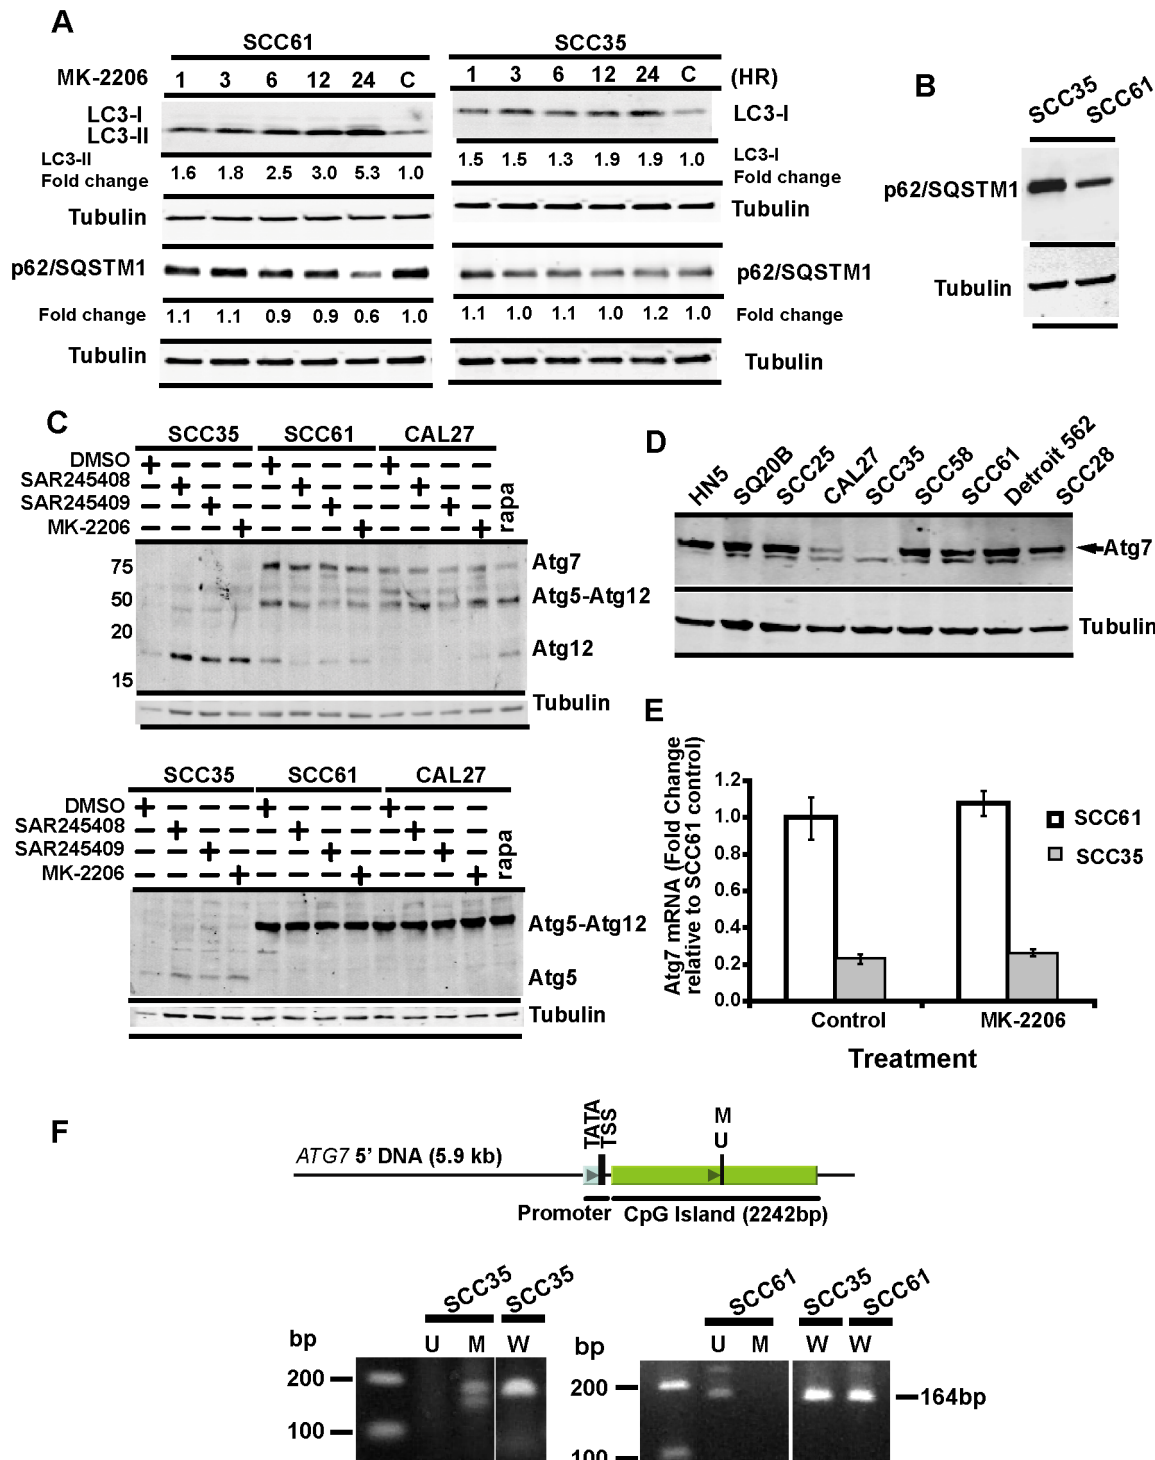 A
SCC61
SCC35
MK-2206 1 3 6 12 24 C
1 3 6 12 24 C (HR)
LC3-I
LC3-II
LC3-I
LC3-II
Fold change
1.6 1.8 2.5 3.0 5.3 1.0
1.5 1.5 1.3 1.9 1.9 1.0
LC3-I
Fold change
Tubulin
Tubulin
p62/SQSTM1
p62/SQSTM1
Fold change 1.1 1.1 0.9 0.9 0.6 1.0
1.1 1.0 1.1 1.0 1.2 1.0 Fold change
Tubulin
Tubulin
B
SCC35
SCC61
p62/SQSTM1
Tubulin
C
SCC35 SCC61 CAL27
DMSO + – – – + – – – + – – –
SAR245408 – + – – – + – – – + – –
SAR245409 – – + – – – + – – – + –
MK-2206 – – – + – – – + – – – +
rapa
75
50
20
15
Atg7
Atg5-Atg12
Atg12
Tubulin
SCC35 SCC61 CAL27
DMSO + – – – + – – – + – – –
SAR245408 – + – – – + – – – + – –
SAR245409 – – + – – – + – – – + –
MK-2206 – – – + – – – + – – – +
rapa
Atg5-Atg12
Atg5
Tubulin
D
HN5
SQ20B
SCC25
CAL27
SCC35
SCC58
SCC61
Detroit 562
SCC28
Atg7
Tubulin
E
Atg7 mRNA (Fold Change
relative to SCC61 control)
1.2
1.0
0.8
0.6
0.4
0.2
0.0
SCC61
SCC35
Control MK-2206
Treatment
F
TATA
TSS
M
U
ATG7 5' DNA (5.9 kb)
Promoter CpG Island (2242bp)
SCC35
SCC35
bp U M W
200
100
SCC61
SCC35
SCC61
bp U M W W
200
100
164bp